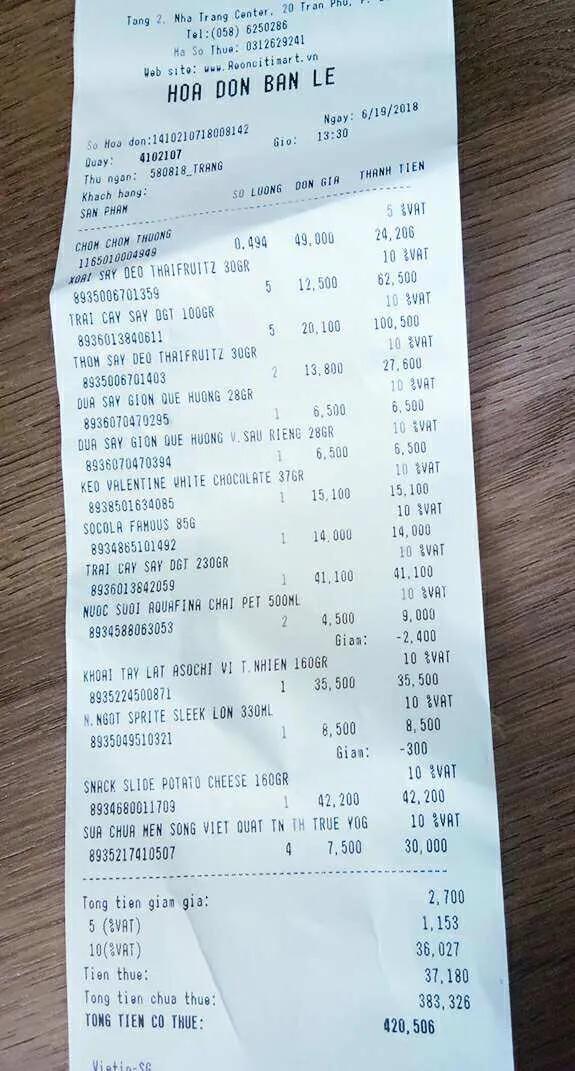 Tang 2, Nha Trang Center, 20 Tran Phu, P.
Tel:(058) 6250286
Ma So Thue: 0312629241
Web site: www.Aeoncitimart.vn
HOA DON BAN LE
So Hoa don:1410210718008142 Ngay: 6/19/2018
Quay: 4102107 Gio: 13:30
Thu ngan: 580818_TRANG
Khach hang:
SAN PHAM SO LUONG DON GIA THANH TIEN
CHOM CHOM THUONG 5 %VAT
1165010004949 0,494 49,000 24,206
XOAI SAY DEO THAIFRUITZ 30GR 10 %VAT
8935006701359 5 12,500 62,500
TRAI CAY SAY DGT 100GR 10 %VAT
8936013840611 5 20,100 100,500
THOM SAY DEO THAIFRUITZ 30GR 10 %VAT
8935006701403 2 13,800 27,600
DUA SAY GION QUE HUONG 28GR 10 %VAT
8936070470295 1 6,500 6,500
DUA SAY GION QUE HUONG V.SAU RIENG 28GR 10 %VAT
8936070470394 1 6,500 6,500
KEO VALENTINE WHITE CHOCOLATE 37GR 10 %VAT
8938501634085 1 15,100 15,100
SOCOLA FAMOUS 85G 10 %VAT
8934865101492 1 14,000 14,000
TRAI CAY SAY DGT 230GR 10 %VAT
8936013842059 1 41,100 41,100
NUOC SUOI AQUAFINA CHAI PET 500ML 10 %VAT
8934588063053 2 4,500 9,000
Giam: -2,400
KHOAI TAY LAT ASOCHI VI T.NHIEN 160GR 10 %VAT
8935224500871 1 35,500 35,500
N.NGOT SPRITE SLEEK LON 330ML 10 %VAT
8935049510321 1 8,500 8,500
Giam: -300
SNACK SLIDE POTATO CHEESE 160GR 10 %VAT
8934680011709 1 42,200 42,200
SUA CHUA MEN SONG VIET QUAT TN TH TRUE YOG 10 %VAT
8935217410507 4 7,500 30,000
Tong tien giam gia: 2,700
5 (%VAT) 1,153
10(%VAT) 36,027
Tien thue: 37,180
Tong tien chua thue: 383,326
TONG TIEN CO THUE: 420,506
Vietin-SG